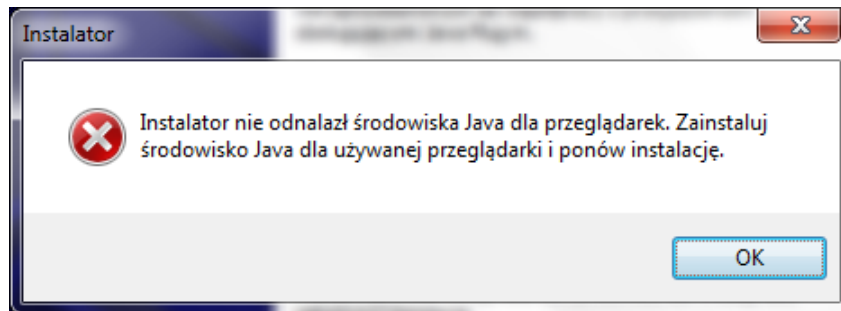 Instalator
Instalator nie odnalazł środowiska Java dla przeglądarek. Zainstaluj
środowisko Java dla używanej przeglądarki i ponów instalację.
OK